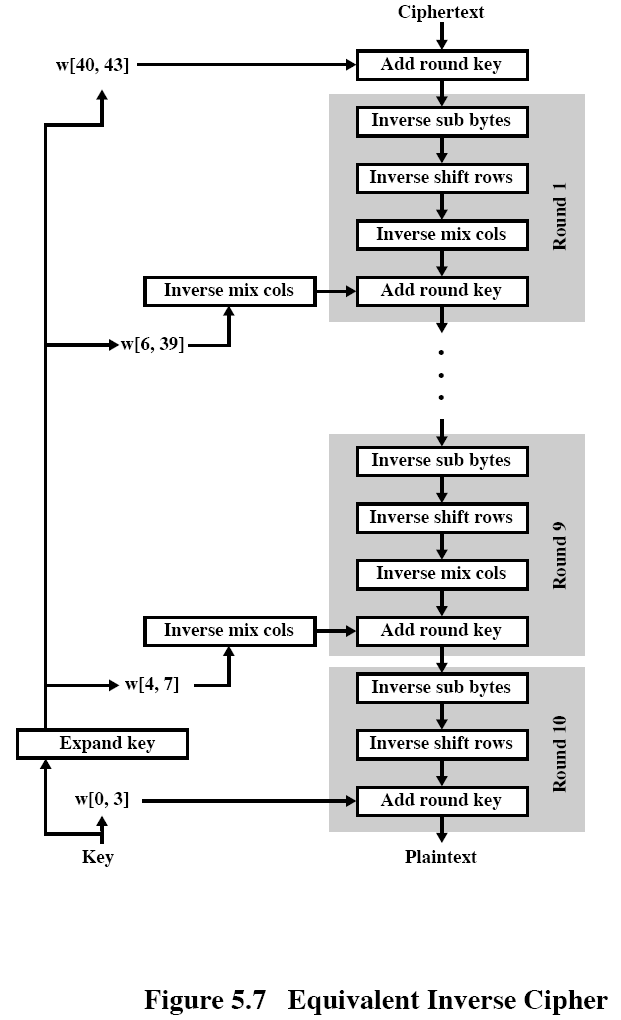 Ciphertext
w[40, 43]
Add round key
Inverse sub bytes
Inverse shift rows
Round 1
Inverse mix cols
Inverse mix cols
Add round key
w[6, 39]
Inverse sub bytes
Inverse shift rows
Round 9
Inverse mix cols
Inverse mix cols
Add round key
w[4, 7]
Inverse sub bytes
Expand key
Inverse shift rows
Round 10
w[0, 3]
Add round key
Key
Plaintext
Figure 5.7 Equivalent Inverse Cipher